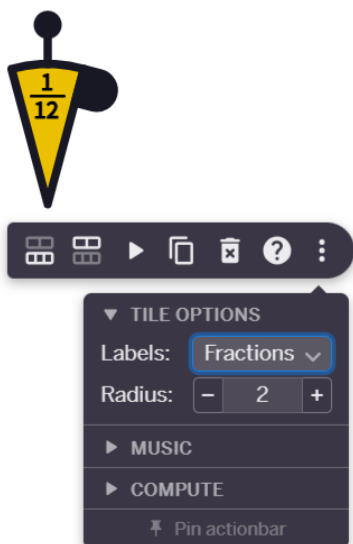 1
12
?
TILE OPTIONS
Labels: Fractions
Radius: − 2 +
MUSIC
COMPUTE
Pin actionbar